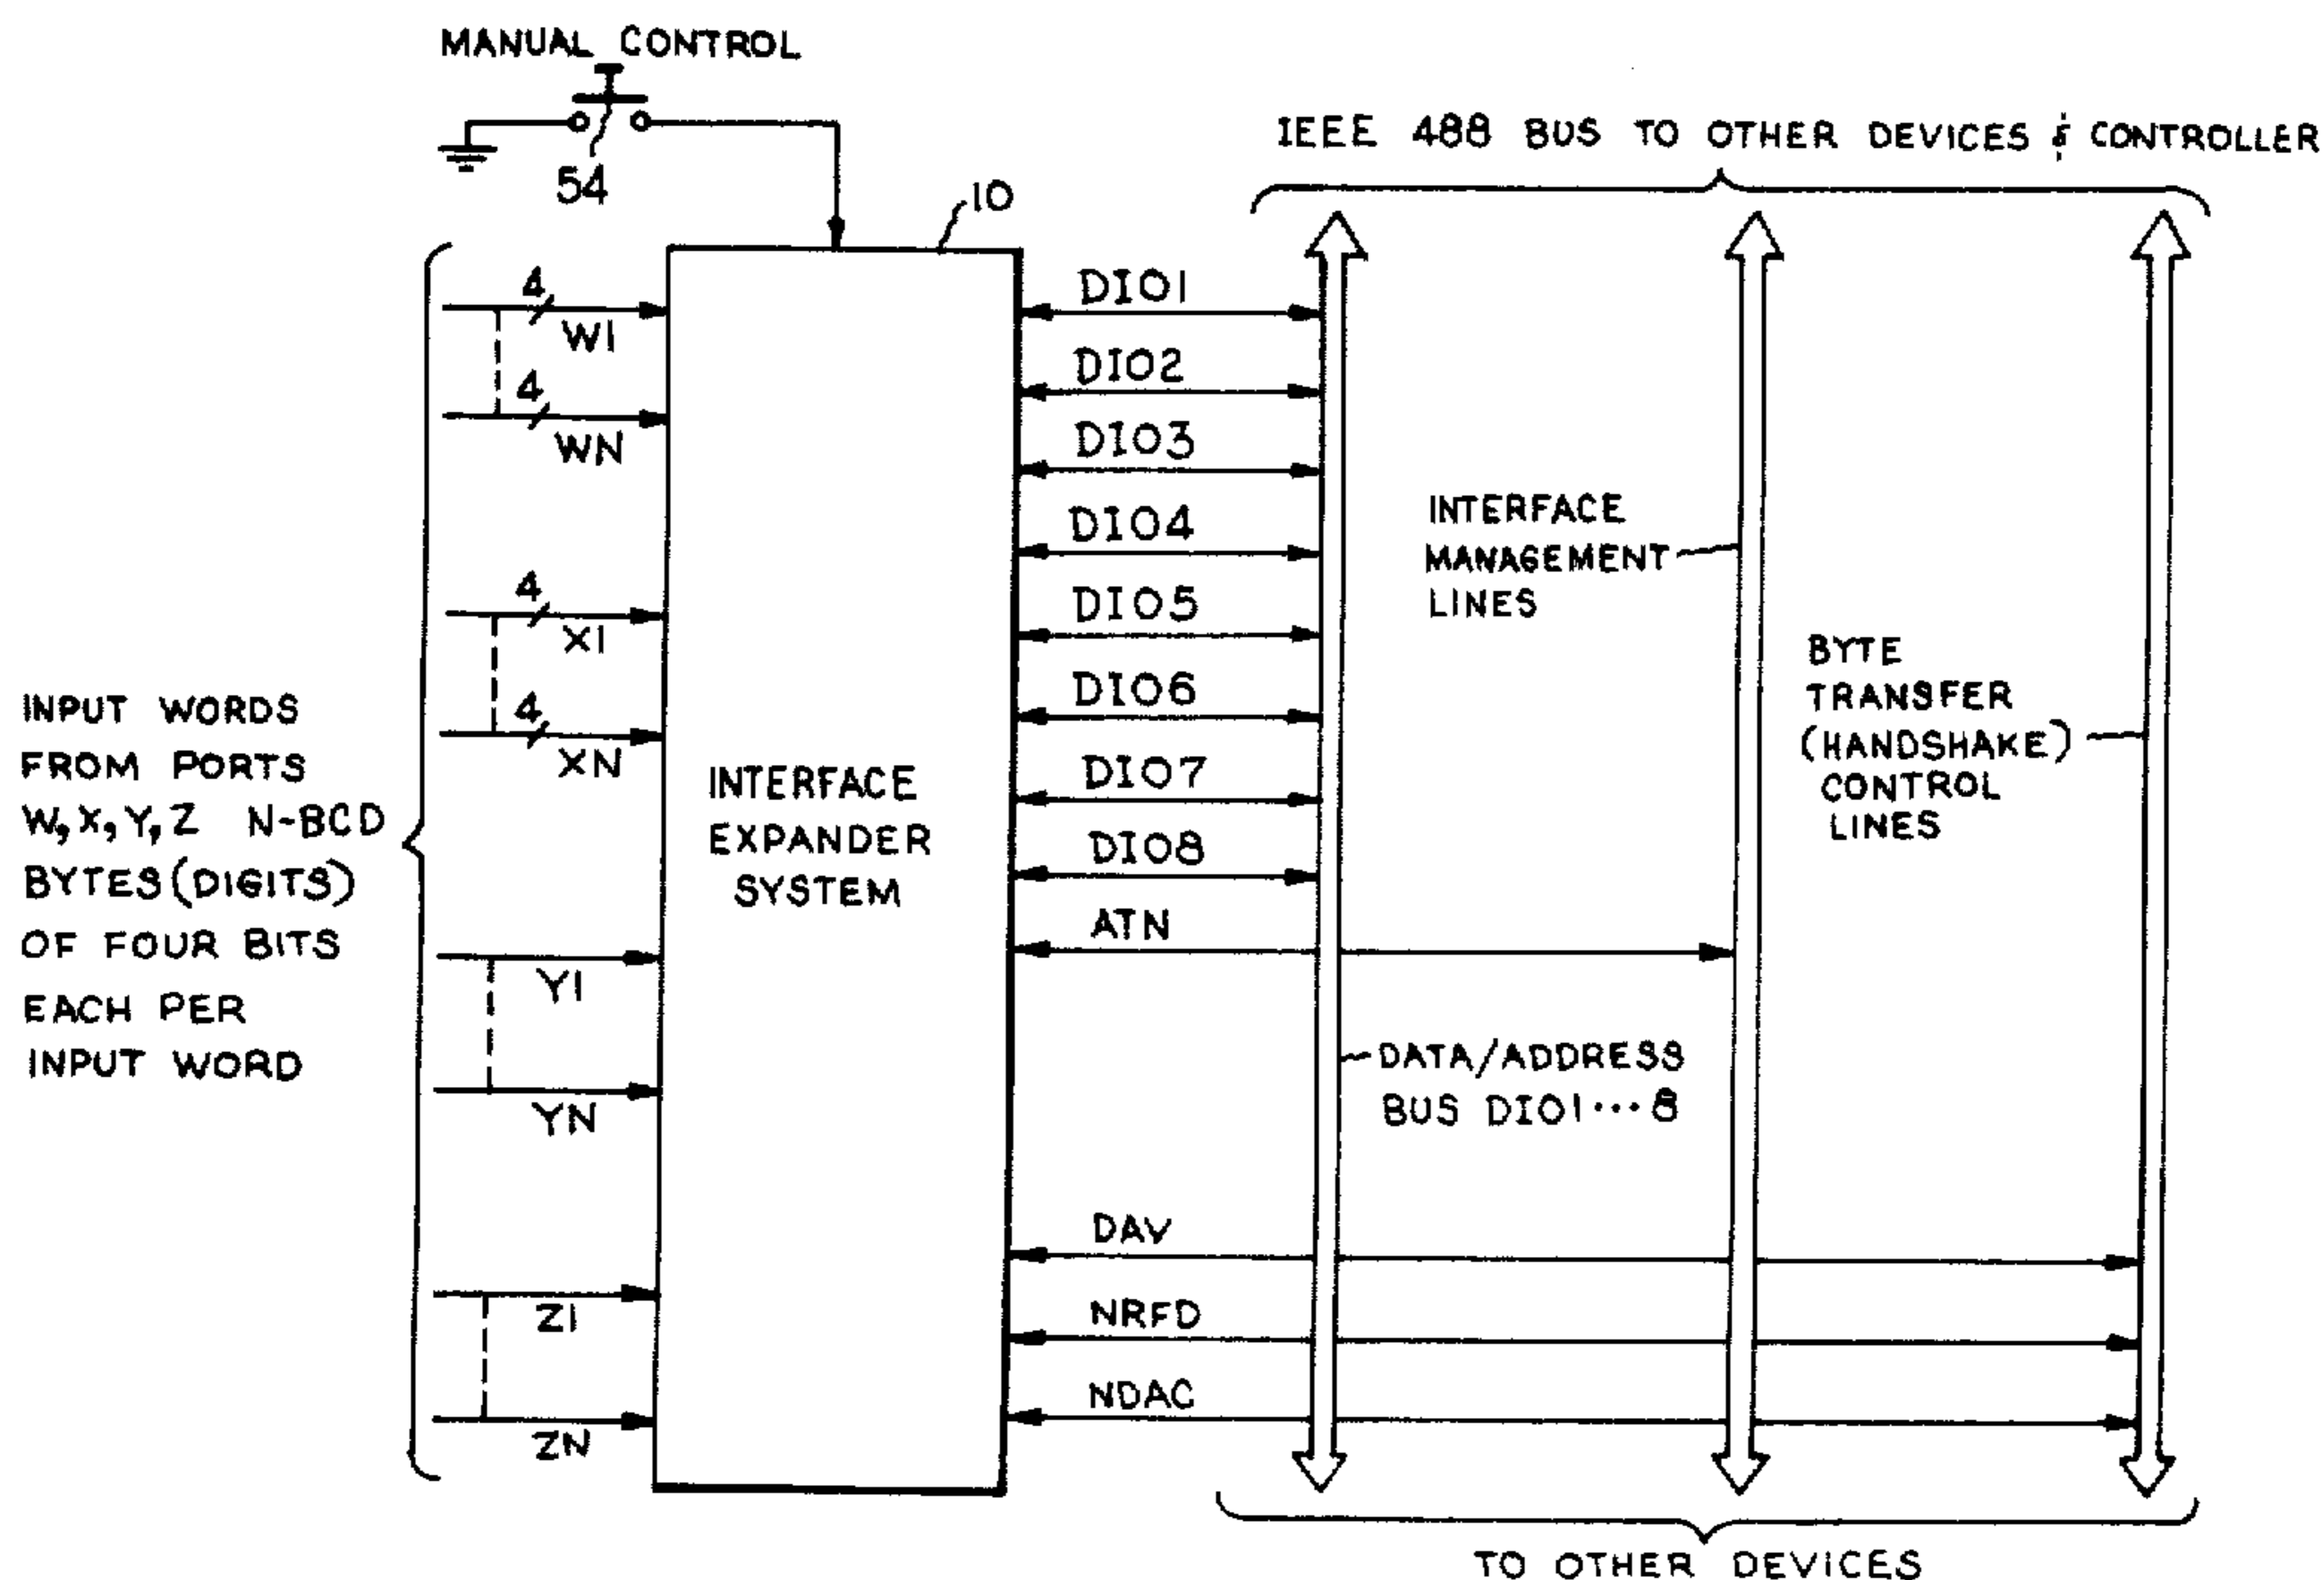 MANUAL CONTROL
54
10
IEEE 488 BUS TO OTHER DEVICES & CONTROLLER
INPUT WORDS
FROM PORTS
W, X, Y, Z N-BCD
BYTES (DIGITS)
OF FOUR BITS
EACH PER
INPUT WORD
4
W1
4
WN
4
X1
4
XN
Y1
YN
Z1
ZN
INTERFACE
EXPANDER
SYSTEM
DIO1
DIO2
DIO3
DIO4
DIO5
DIO6
DIO7
DIO8
ATN
DAV
NRFD
NDAC
INTERFACE
MANAGEMENT
LINES
BYTE
TRANSFER
(HANDSHAKE)
CONTROL
LINES
DATA/ADDRESS
BUS DIO1...8
TO OTHER DEVICES